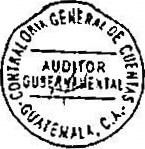 CONTRALORIA GENERAL DE CUENTAS
AUDITOR
GUBERNAMENTAL
GUATEMALA, C.A.